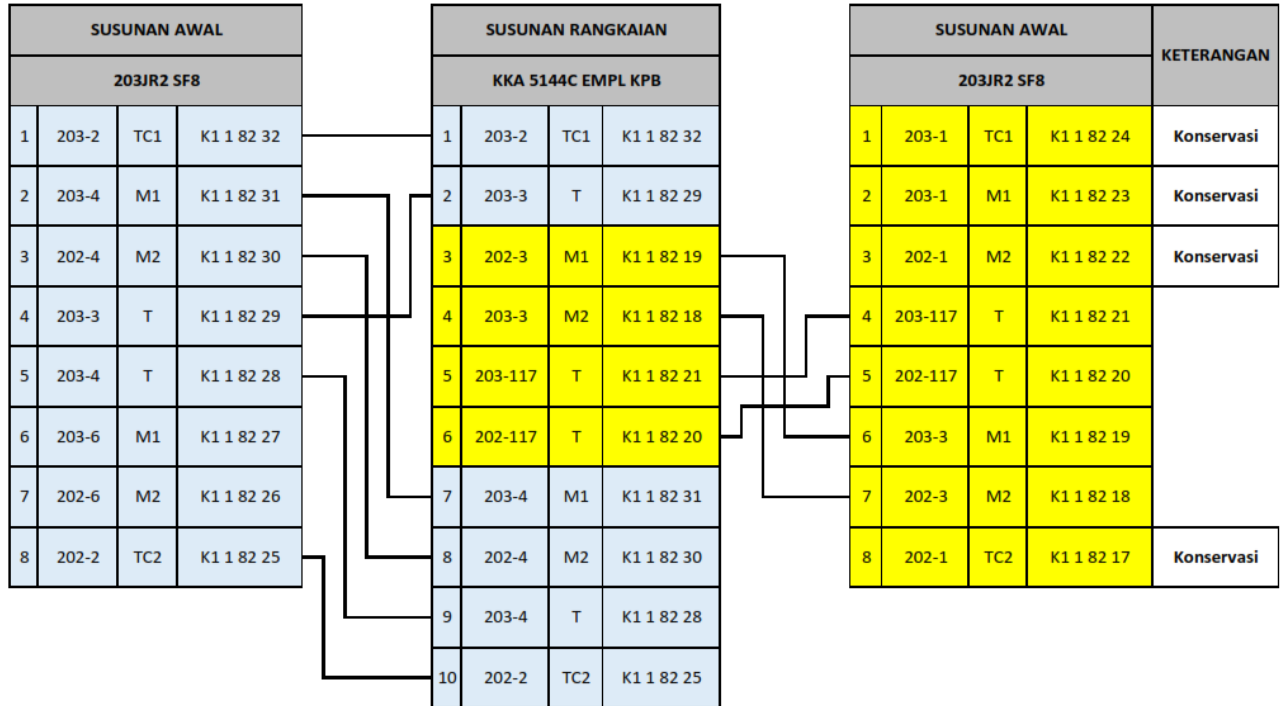 SUSUNAN AWAL
203JR2 SF8
1 203-2 TC1 K1 1 82 32
2 203-4 M1 K1 1 82 31
3 202-4 M2 K1 1 82 30
4 203-3 T K1 1 82 29
5 203-4 T K1 1 82 28
6 203-6 M1 K1 1 82 27
7 202-6 M2 K1 1 82 26
8 202-2 TC2 K1 1 82 25
SUSUNAN RANGKAIAN
KKA 5144C EMPL KPB
1 203-2 TC1 K1 1 82 32
2 203-3 T K1 1 82 29
3 202-3 M1 K1 1 82 19
4 203-3 M2 K1 1 82 18
5 203-117 T K1 1 82 21
6 202-117 T K1 1 82 20
7 203-4 M1 K1 1 82 31
8 202-4 M2 K1 1 82 30
9 203-4 T K1 1 82 28
10 202-2 TC2 K1 1 82 25
SUSUNAN AWAL KETERANGAN
203JR2 SF8
1 203-1 TC1 K1 1 82 24 Konservasi
2 203-1 M1 K1 1 82 23 Konservasi
3 202-1 M2 K1 1 82 22 Konservasi
4 203-117 T K1 1 82 21
5 202-117 T K1 1 82 20
6 203-3 M1 K1 1 82 19
7 202-3 M2 K1 1 82 18
8 202-1 TC2 K1 1 82 17 Konservasi